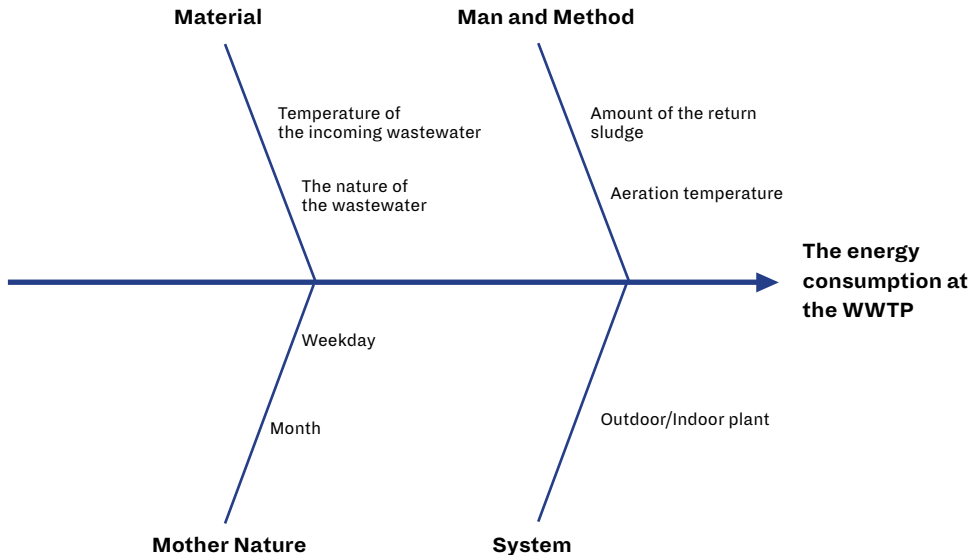 Material
Man and Method
Temperature of
the incoming wastewater
Amount of the return
sludge
The nature of
the wastewater
Aeration temperature
The energy
consumption at
the WWTP
Weekday
Outdoor/Indoor plant
Month
Mother Nature
System